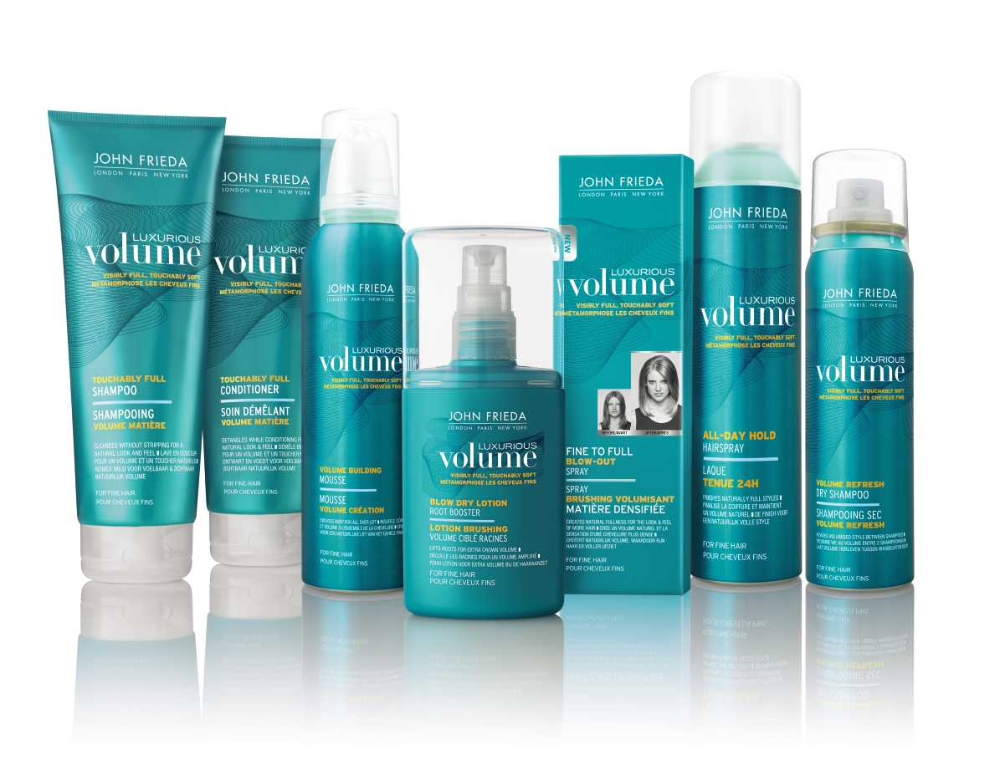 JOHN FRIEDA
LONDON PARIS NEW YORK
LUXURIOUS
volume
VISIBLY FULL, TOUCHABLY SOFT
MÉTAMORPHOSE LES CHEVEUX FINS
TOUCHABLY FULL
SHAMPOO
SHAMPOOING
VOLUME MATIÈRE
CLEANSES WITHOUT STRIPPING FOR A
NATURAL LOOK AND FEEL LAVE EN DOUCEUR
POUR UN VOLUME ET UN TOUCHER NATURELS
REINIGT MILD VOOR VOELBAAR & ZICHTBAAR
NATUURLIJK VOLUME
FOR FINE HAIR
POUR CHEVEUX FINS
JOHN FRIEDA
LONDON PARIS NEW YORK
LUXURIOUS
volum
VISIBLY FULL, TOUCHABLY S
MÉTAMORPHOSE LES CHEVE
TOUCHABLY FULL
CONDITIONER
SOIN DÉMÊLANT
VOLUME MATIÈRE
DETANGLES WHILE CONDITIONING F
NATURAL LOOK & FEEL DÉMÊLE EN
POUR UN VOLUME ET UN TOUCHER
ONTWART EN VOEDT VOOR VOELBAA
ZICHTBAAR NATUURLIJK VOLUME
FOR FINE HAIR
POUR CHEVEUX FINS
JOHN FRIEDA
LONDON PARIS NEW YORK
LUXURIOUS
volume
VISIBLY FULL, TOUCHABLY SOFT
MÉTAMORPHOSE LES CHEVEUX FINS
VOLUME BUILDING
MOUSSE
MOUSSE
VOLUME CRÉATION
CREATES BODY FOR ALL OVER LIFT INSUFFLE CO
ET VOLUME À L'ENSEMBLE DE LA CHEVELURE
VOOR EEN NATUURLIJKE LIFT VAN HET GEHELE
FOR FINE HAIR
POUR CHEVEUX FINS
JOHN FRIEDA
LONDON PARIS NEW YORK
LUXURIOUS
volume
VISIBLY FULL, TOUCHABLY SOFT
MÉTAMORPHOSE LES CHEVEUX FINS
BLOW DRY LOTION
ROOT BOOSTER
LOTION BRUSHING
VOLUME CIBLÉ RACINES
LIFTS ROOTS FOR EXTRA CROWN VOLUME
DÉCOLLE LES RACINES POUR UN VOLUME AMPLIFIÉ
FÖHN LOTION VOOR EXTRA VOLUME BIJ DE HAARAANZET
FOR FINE HAIR
POUR CHEVEUX FINS
JOHN FRIEDA
LONDON PARIS NEW YORK
NEW
LUXURIOUS
volume
VISIBLY FULL, TOUCHABLY SOFT
MÉTAMORPHOSE LES CHEVEUX FINS
BEFORE/AVANT
AFTER/APRÈS
FINE TO FULL
BLOW-OUT
SPRAY
SPRAY
BRUSHING VOLUMISANT
MATIÈRE DENSIFIÉE
CREATES NATURAL FULLNESS FOR THE LOOK & FEEL
OF MORE HAIR CRÉE UN VOLUME NATUREL ET LA
SENSATION D'UNE CHEVELURE PLUS DENSE
CREËERT NATUURLIJK VOLUME, WAARDOOR FIJN
HAAR ER VOLLER UITZIET
FOR FINE HAIR
POUR CHEVEUX FINS
JOHN FRIEDA
LONDON PARIS NEW YORK
LUXURIOUS
volume
VISIBLY FULL, TOUCHABLY SOFT
MÉTAMORPHOSE LES CHEVEUX FINS
ALL-DAY HOLD
HAIRSPRAY
LAQUE
TENUE 24H
FINISHES NATURALLY FULL STYLES
FINALISE LA COIFFURE ET MAINTIENT
UN VOLUME NATUREL DE FINISH VOOR
EEN NATUURLIJK VOLLE STYLE
FOR FINE HAIR
POUR CHEVEUX FINS
JOHN FRIEDA
LONDON PARIS NEW YORK
LUXURIOUS
volume
VISIBLY FULL, TOUCHABLY SOFT
MÉTAMORPHOSE LES CHEVEUX FINS
VOLUME REFRESH
DRY SHAMPOO
SHAMPOOING SEC
VOLUME REFRESH
REVIVES VOLUMISED STYLE BETWEEN SHAMPOOS
REDONNE VIE AU VOLUME ENTRE 2 SHAMPOOINGS
LAAT VOLUME HERLEVEN TUSSEN WASBEURTEN DOOR
FOR FINE HAIR
POUR CHEVEUX FINS